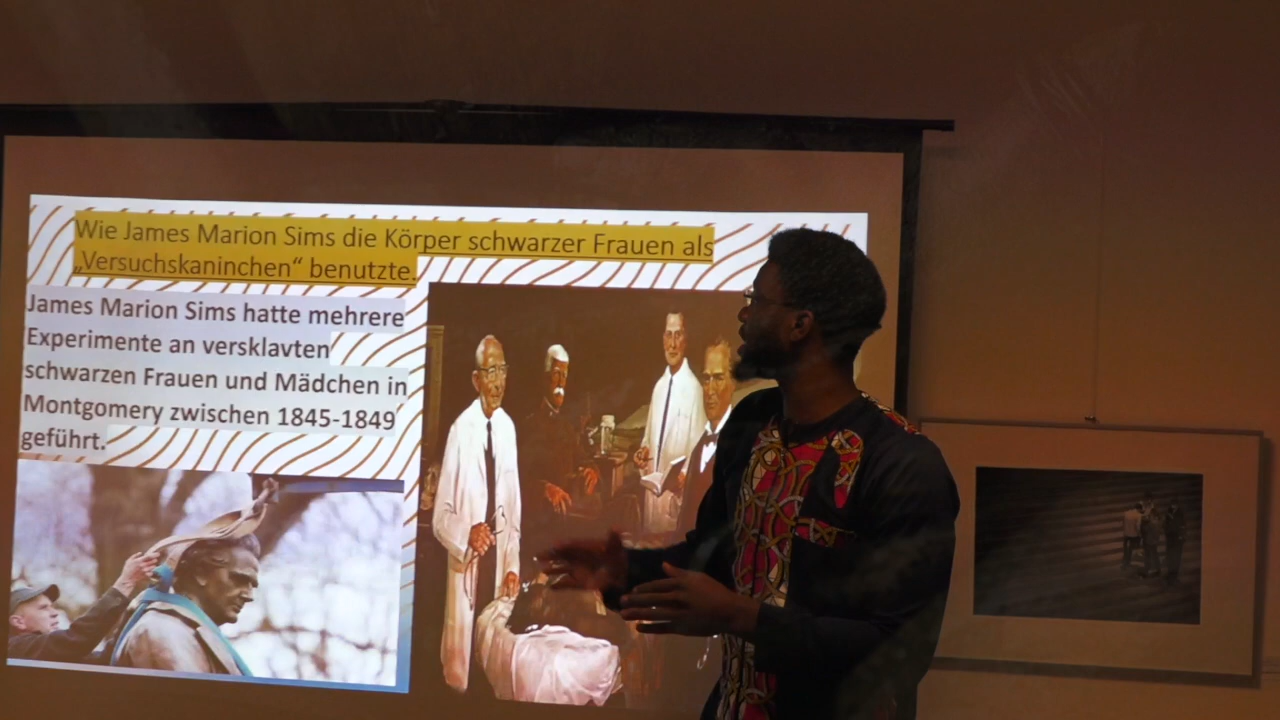 Wie James Marion Sims die Körper schwarzer Frauen als
„Versuchskaninchen“ benutzte.
James Marion Sims hatte mehrere
Experimente an versklavten
schwarzen Frauen und Mädchen in
Montgomery zwischen 1845-1849
geführt.